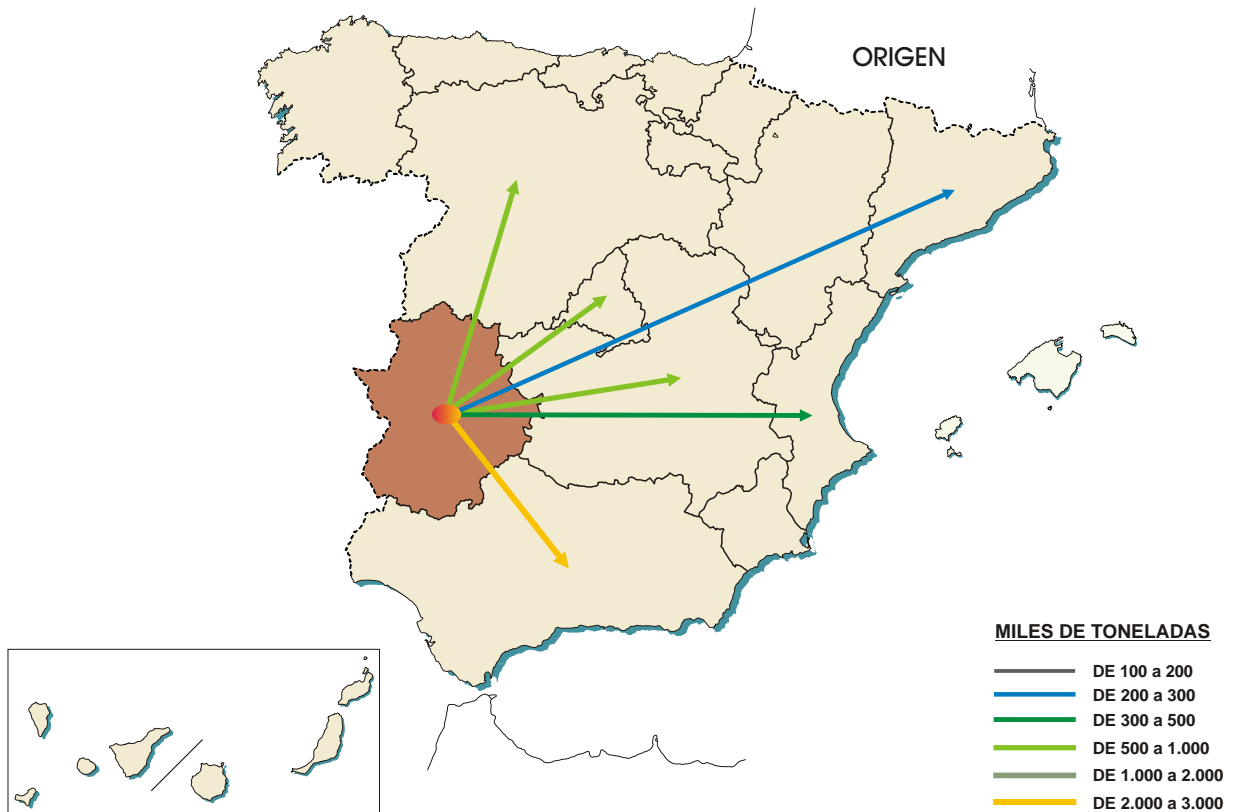 ORIGEN
MILES DE TONELADAS
DE 100 a 200
DE 200 a 300
DE 300 a 500
DE 500 a 1.000
DE 1.000 a 2.000
DE 2.000 a 3.000